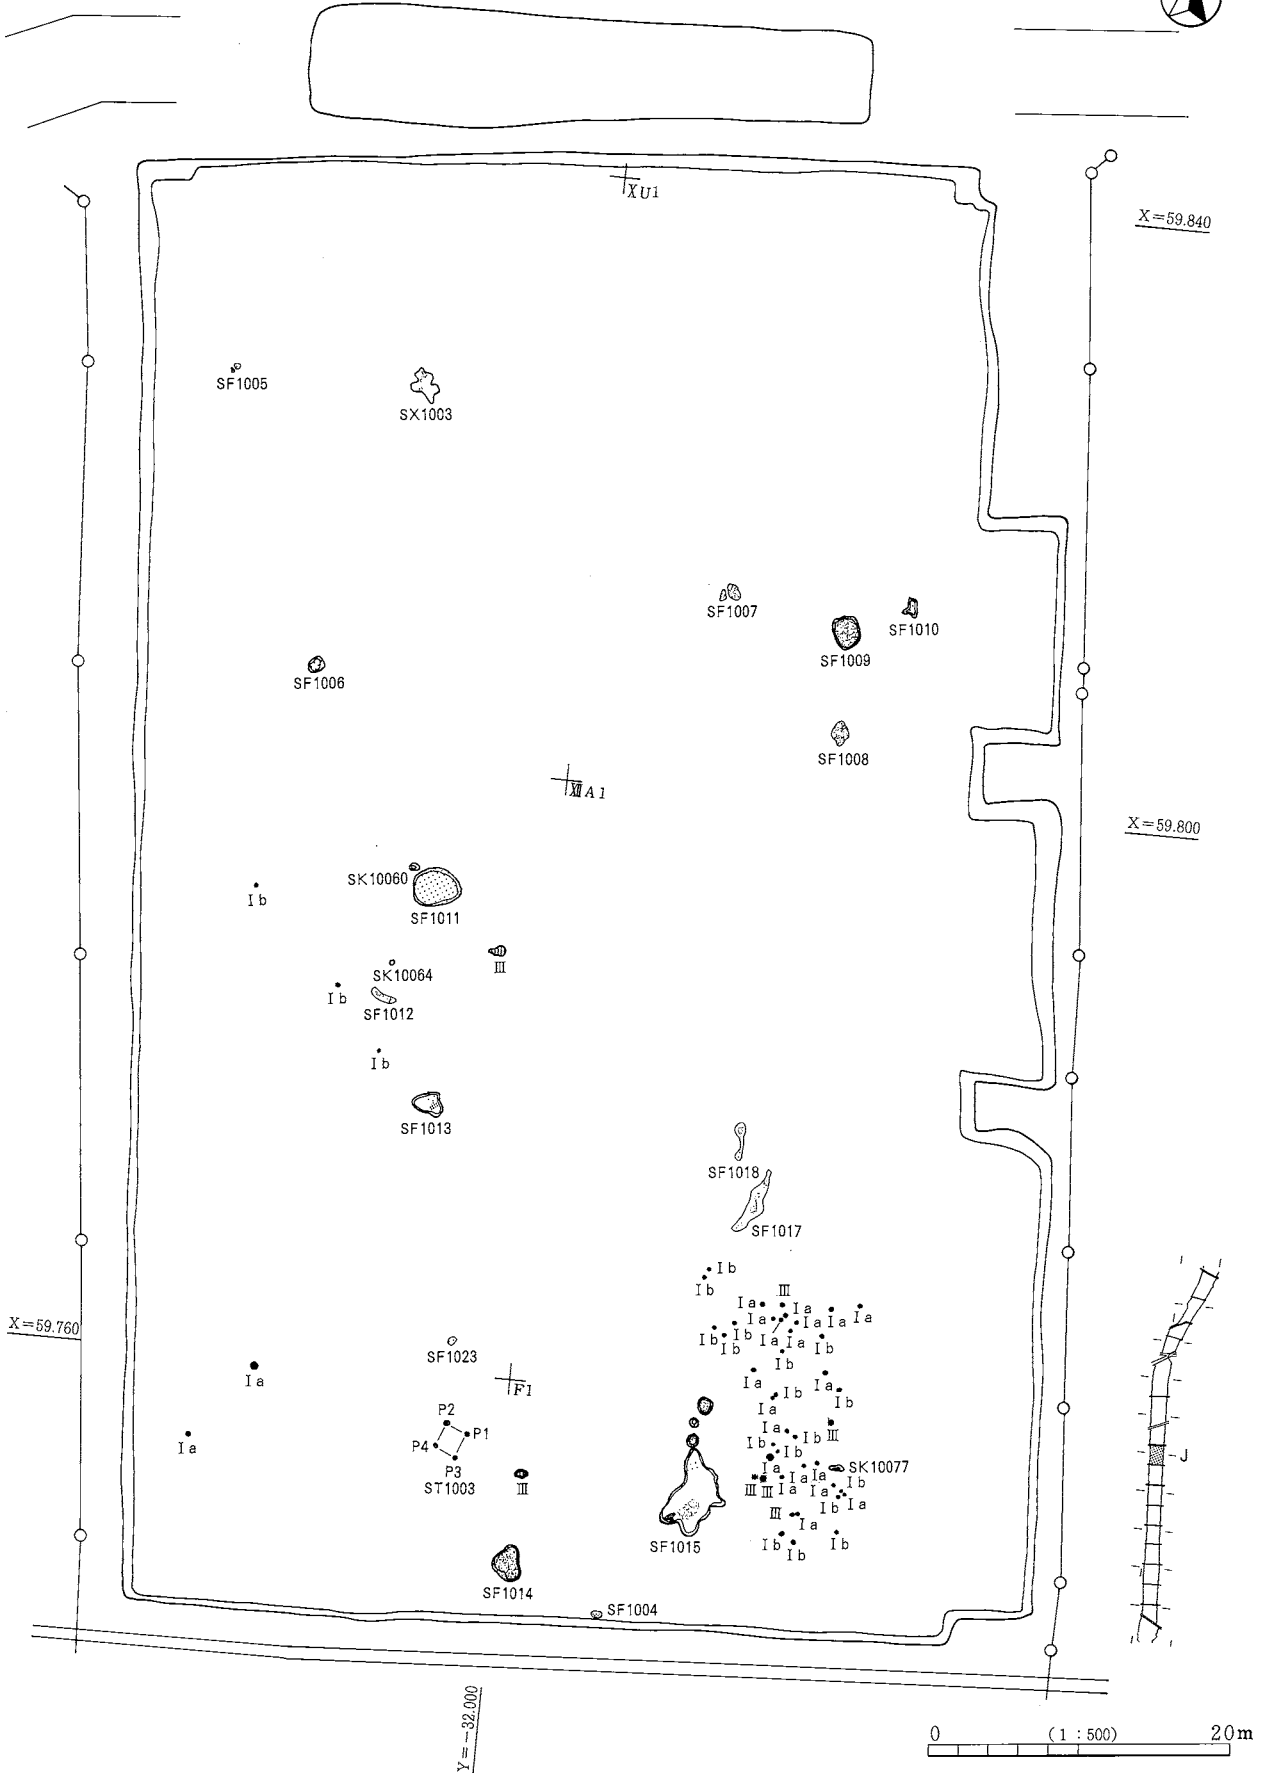 XU1
X=59.840
SF1005
SX1003
SF1007
SF1010
SF1009
SF1006
SF1008
XⅡA1
X=59.800
SK10060
Ib
SF1011
SK10064
Ⅲ
Ib
SF1012
Ib
SF1013
SF1018
SF1017
Ib
Ib
Ⅲ
Ia
Ia
Ia
Ia
Ia
Ia
Ib
Ib
Ib
Ia
Ia
Ib
Ib
X=59.760
SF1023
Ia
F1
Ia
Ia
Ib
Ib
Ia
P2
P1
P4
P3
ST1003
Ia
Ia
Ib
Ⅲ
Ib
Ib
Ia
Ia
Ia
SK10077
Ⅲ
Ⅲ
Ⅲ
Ia
Ib
Ib
Ia
Ⅲ
Ia
SF1015
Ib
Ib
Ib
SF1014
SF1004
J
Y=-32.000
0 (1:500) 20m